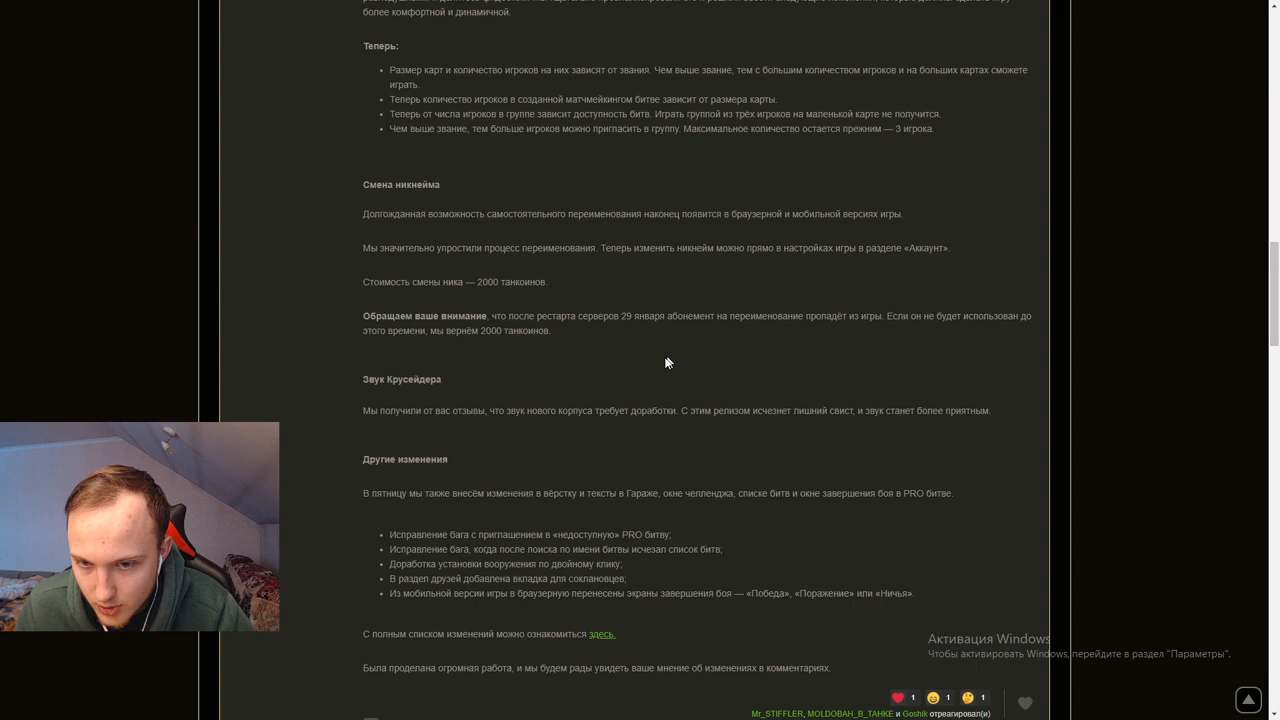 более комфортной и динамичной.
Теперь:
Размер карт и количество игроков на них зависят от звания. Чем выше звание, тем с большим количеством игроков и на больших картах сможете
играть.
Теперь количество игроков в созданной матчмейкингом битве зависит от размера карты.
Теперь от числа игроков в группе зависит доступность битв. Играть группой из трёх игроков на маленькой карте не получится.
Чем выше звание, тем больше игроков можно пригласить в группу. Максимальное количество остается прежним — 3 игрока.
Смена никнейма
Долгожданная возможность самостоятельного переименования наконец появится в браузерной и мобильной версиях игры.
Мы значительно упростили процесс переименования. Теперь изменить никнейм можно прямо в настройках игры в разделе «Аккаунт».
Стоимость смены ника — 2000 танкоинов.
Обращаем ваше внимание, что после рестарта серверов 29 января абонемент на переименование пропадёт из игры. Если он не будет использован до
этого времени, мы вернём 2000 танкоинов.
Звук Крусейдера
Мы получили от вас отзывы, что звук нового корпуса требует доработки. С этим релизом исчезнет лишний свист, и звук станет более приятным.
Другие изменения
В пятницу мы также внесём изменения в вёрстку и тексты в Гараже, окне челленджа, списке битв и окне завершения боя в PRO битве.
Исправление бага с приглашением в «недоступную» PRO битву;
Исправление бага, когда после поиска по имени битвы исчезал список битв;
Доработка установки вооружения по двойному клику;
В раздел друзей добавлена вкладка для соклановцев;
Из мобильной версии игры в браузерную перенесены экраны завершения боя — «Победа», «Поражение» или «Ничья».
С полным списком изменений можно ознакомиться здесь.
Активация Windows
Чтобы активировать Windows, перейдите в раздел "Параметры".
Была проделана огромная работа, и мы будем рады увидеть ваше мнение об изменениях в комментариях.
1 1 1
Mr_STIFFLER, MOLDOBAH_B_TAHKE и Goshik отреагировал(и)